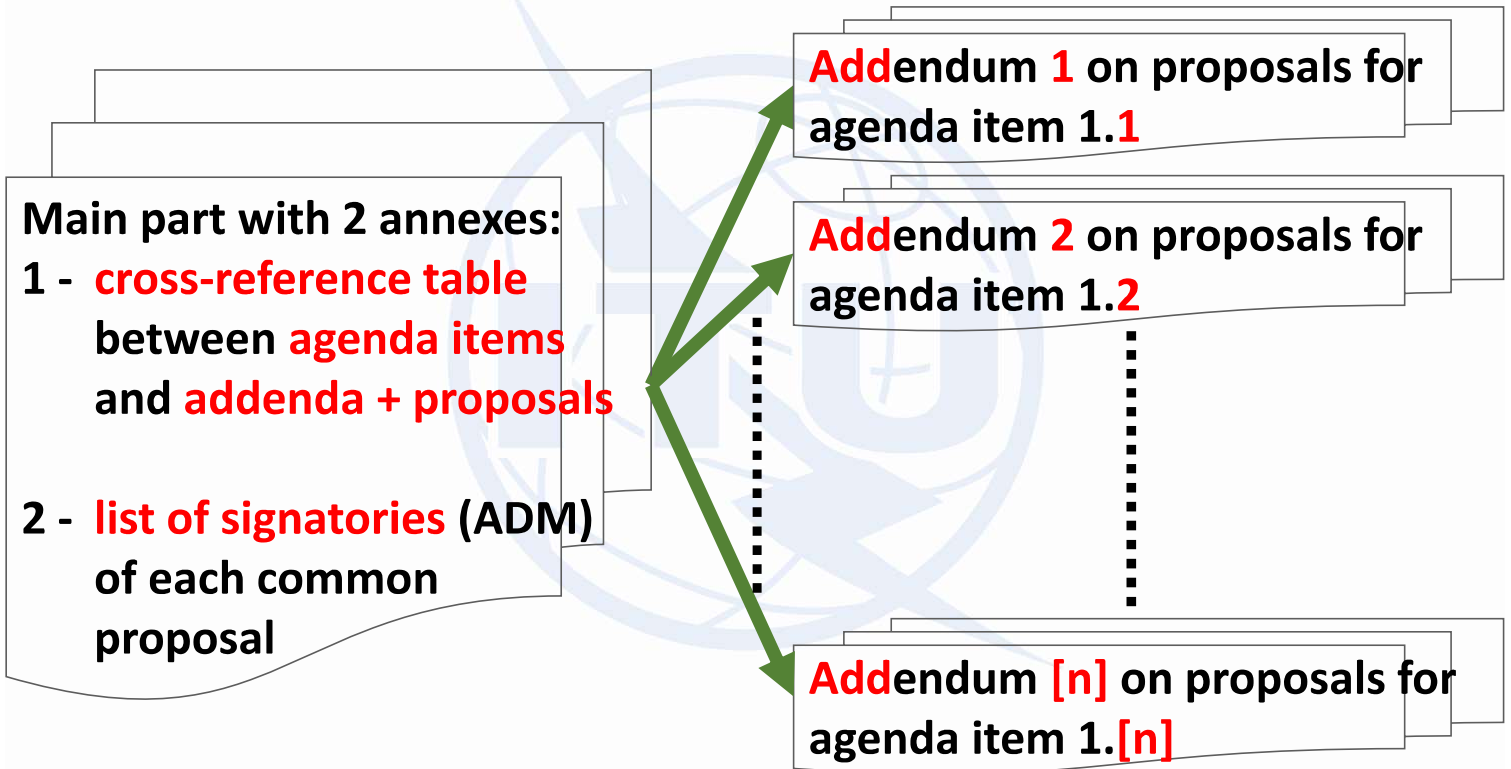 Main part with 2 annexes:
1 - cross-reference table
between agenda items
and addenda + proposals
2 - list of signatories (ADM)
of each common
proposal
Addendum 1 on proposals for
agenda item 1.1
Addendum 2 on proposals for
agenda item 1.2
Addendum [n] on proposals for
agenda item 1.[n]
ITU